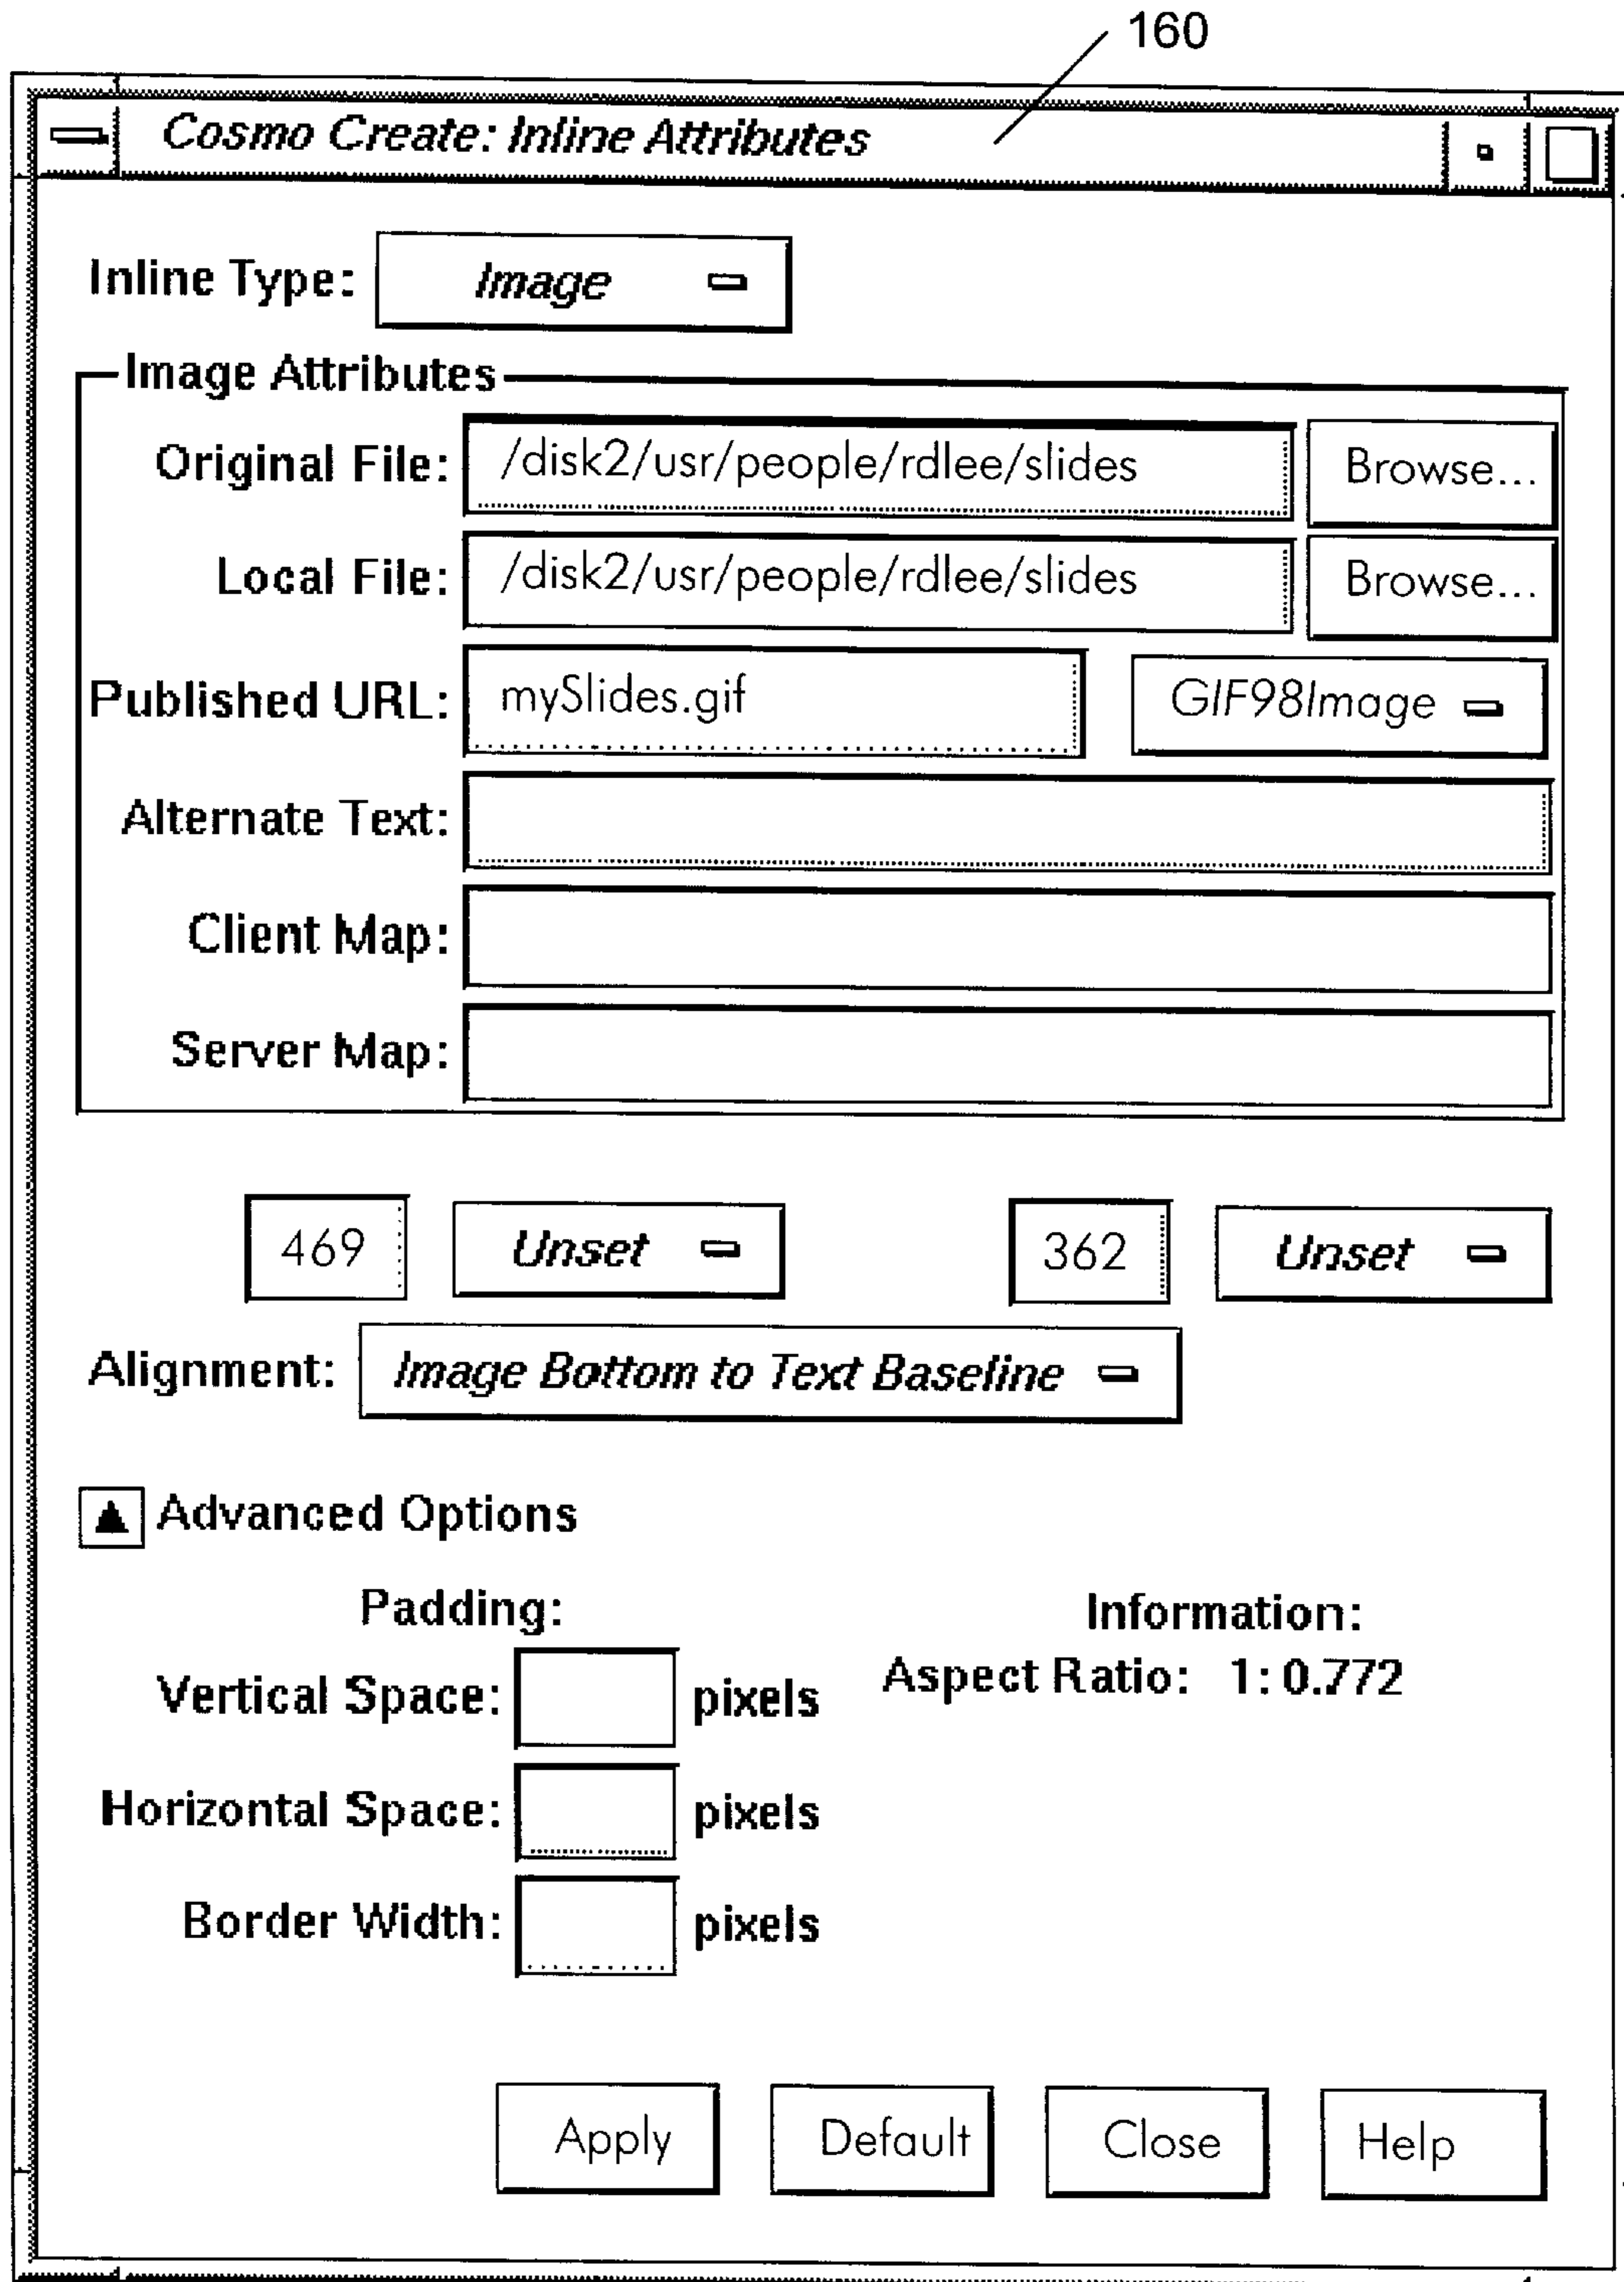 160
Cosmo Create: Inline Attributes
Inline Type: Image
Image Attributes
Original File: /disk2/usr/people/rdlee/slides Browse...
Local File: /disk2/usr/people/rdlee/slides Browse...
Published URL: mySlides.gif GIF98Image
Alternate Text:
Client Map:
Server Map:
469 Unset 362 Unset
Alignment: Image Bottom to Text Baseline
Advanced Options
Padding: Information:
Vertical Space: pixels Aspect Ratio: 1:0.772
Horizontal Space: pixels
Border Width: pixels
Apply Default Close Help